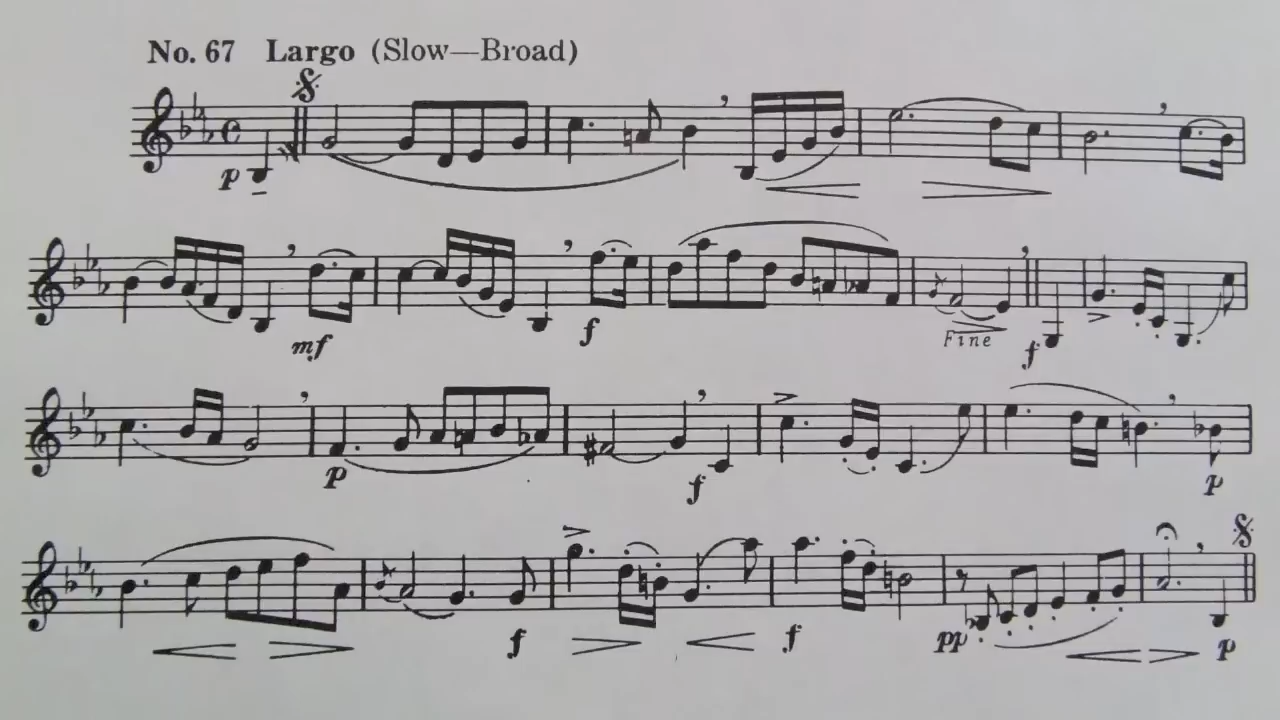 No. 67 Largo (Slow—Broad)
p
mf f Fine f
p f p
f f pp p